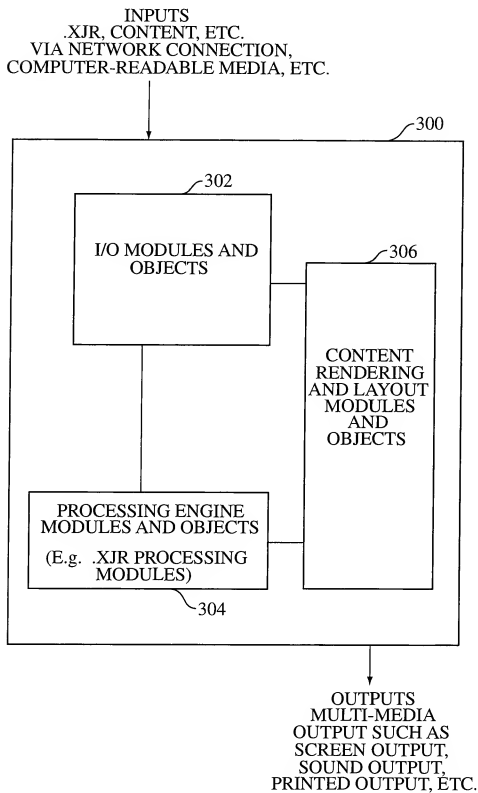 INPUTS
.XJR, CONTENT, ETC.
VIA NETWORK CONNECTION,
COMPUTER-READABLE MEDIA, ETC.
300
302
I/O MODULES AND
OBJECTS
306
CONTENT
RENDERING
AND LAYOUT
MODULES
AND
OBJECTS
PROCESSING ENGINE
MODULES AND OBJECTS
(E.g. .XJR PROCESSING
MODULES)
304
OUTPUTS
MULTI-MEDIA
OUTPUT SUCH AS
SCREEN OUTPUT,
SOUND OUTPUT,
PRINTED OUTPUT, ETC.